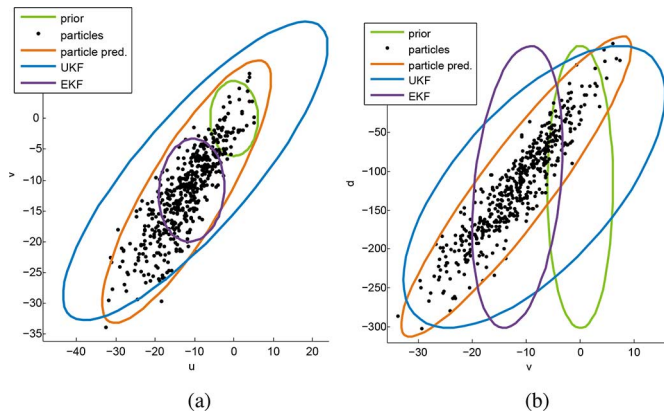 prior
particles
particle pred.
UKF
EKF
v
0
−5
−10
−15
−20
−25
−30
−35
−40 −30 −20 −10 0 10 20
u
(a)
prior
particles
particle pred.
UKF
EKF
d
−50
−100
−150
−200
−250
−300
−30 −20 −10 0 10
v
(b)